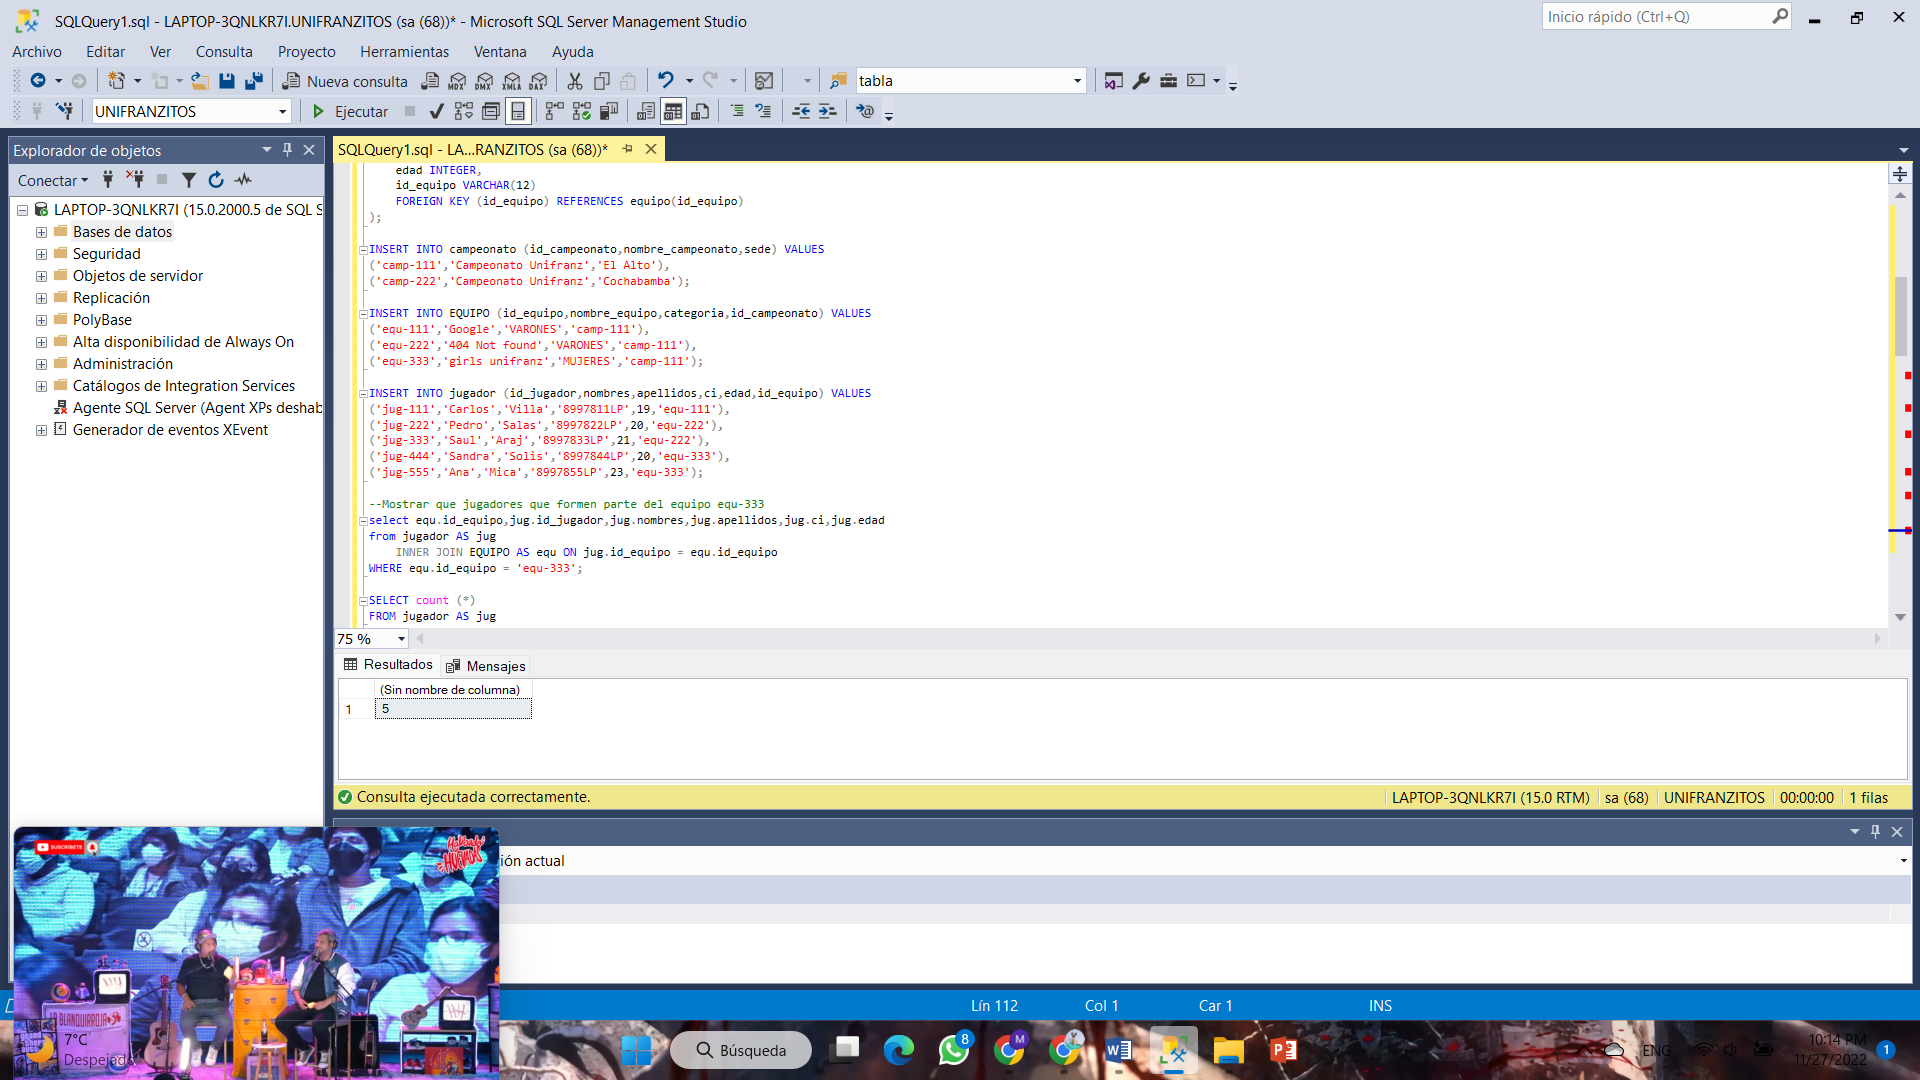 SQLQuery1.sql - LAPTOP-3QNLKR7I.UNIFRANZITOS (sa (68))* - Microsoft SQL Server Management Studio
Inicio rápido (Ctrl+Q)
Archivo Editar Ver Consulta Proyecto Herramientas Ventana Ayuda
Nueva consulta MDX DMX XMLA DAX tabla
UNIFRANZITOS Ejecutar
Explorador de objetos
SQLQuery1.sql - LA...RANZITOS (sa (68))*
Conectar
LAPTOP-3QNLKR7I (15.0.2000.5 de SQL S
Bases de datos
Seguridad
Objetos de servidor
Replicación
PolyBase
Alta disponibilidad de Always On
Administración
Catálogos de Integration Services
Agente SQL Server (Agent XPs deshab
Generador de eventos XEvent
edad INTEGER,
id_equipo VARCHAR(12)
FOREIGN KEY (id_equipo) REFERENCES equipo(id_equipo)
);
INSERT INTO campeonato (id_campeonato,nombre_campeonato,sede) VALUES
('camp-111','Campeonato Unifranz','El Alto'),
('camp-222','Campeonato Unifranz','Cochabamba');
INSERT INTO EQUIPO (id_equipo,nombre_equipo,categoria,id_campeonato) VALUES
('equ-111','Google','VARONES','camp-111'),
('equ-222','404 Not found','VARONES','camp-111'),
('equ-333','girls unifranz','MUJERES','camp-111');
INSERT INTO jugador (id_jugador,nombres,apellidos,ci,edad,id_equipo) VALUES
('jug-111','Carlos','Villa','8997811LP',19,'equ-111'),
('jug-222','Pedro','Salas','8997822LP',20,'equ-222'),
('jug-333','Saul','Araj','8997833LP',21,'equ-222'),
('jug-444','Sandra','Solis','8997844LP',20,'equ-333'),
('jug-555','Ana','Mica','8997855LP',23,'equ-333');
--Mostrar que jugadores que formen parte del equipo equ-333
select equ.id_equipo,jug.id_jugador,jug.nombres,jug.apellidos,jug.ci,jug.edad
from jugador AS jug
INNER JOIN EQUIPO AS equ ON jug.id_equipo = equ.id_equipo
WHERE equ.id_equipo = 'equ-333';
SELECT count (*)
FROM jugador AS jug
75 %
Resultados Mensajes
(Sin nombre de columna)
1 5
Consulta ejecutada correctamente.
LAPTOP-3QNLKR7I (15.0 RTM) sa (68) UNIFRANZITOS 00:00:00 1 filas
ión actual
SUSCRÍBETE
Hablando HUEVADAS
LA BLANQUIRROJA
Lín 112 Col 1 Car 1 INS
7°C
Despejado
Búsqueda
8
M
ENG
10:14 PM
11/27/2022
1